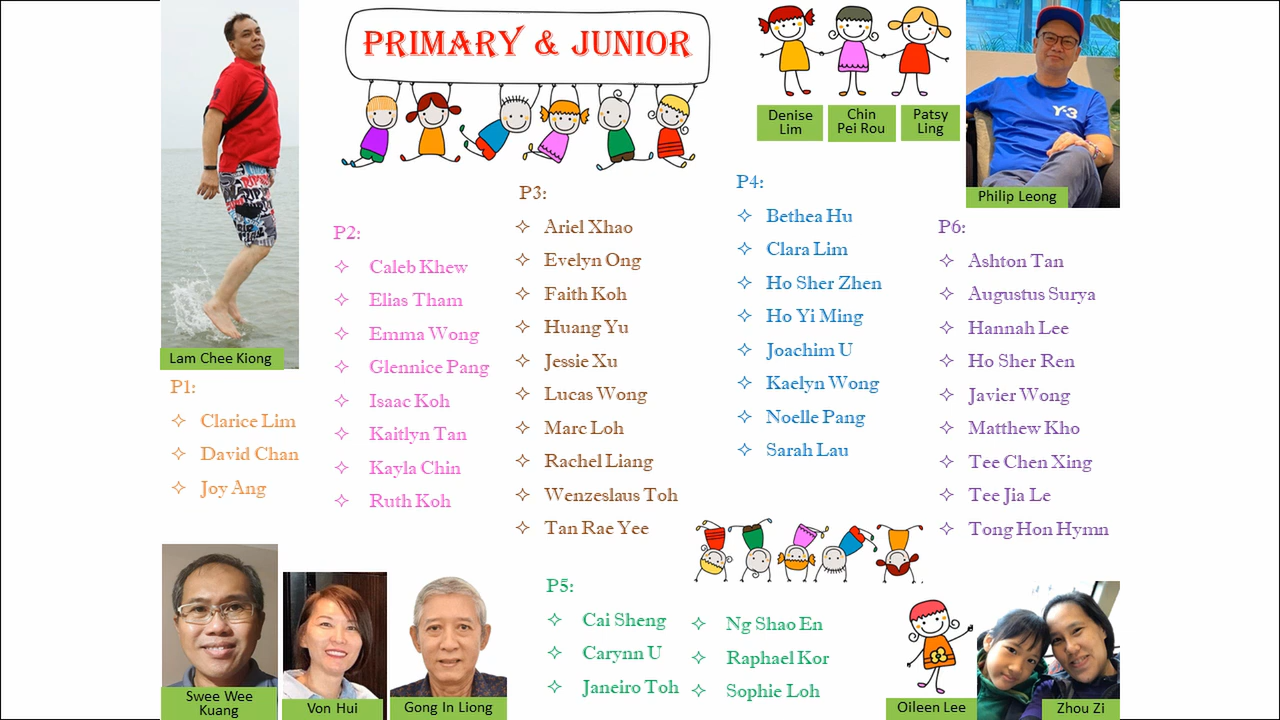 PRIMARY & JUNIOR
Denise
Lim
Chin
Pei Rou
Patsy
Ling
Y-3
Philip Leong
Lam Chee Kiong
P1:
Clarice Lim
David Chan
Joy Ang
P2:
Caleb Khew
Elias Tham
Emma Wong
Glennice Pang
Isaac Koh
Kaitlyn Tan
Kayla Chin
Ruth Koh
P3:
Ariel Xhao
Evelyn Ong
Faith Koh
Huang Yu
Jessie Xu
Lucas Wong
Marc Loh
Rachel Liang
Wenzeslaus Toh
Tan Rae Yee
P4:
Bethea Hu
Clara Lim
Ho Sher Zhen
Ho Yi Ming
Joachim U
Kaelyn Wong
Noelle Pang
Sarah Lau
P6:
Ashton Tan
Augustus Surya
Hannah Lee
Ho Sher Ren
Javier Wong
Matthew Kho
Tee Chen Xing
Tee Jia Le
Tong Hon Hymn
P5:
Cai Sheng
Carynn U
Janeiro Toh
Ng Shao En
Raphael Kor
Sophie Loh
Swee Wee
Kuang
Von Hui
Gong In Liong
Oileen Lee
Zhou Zi